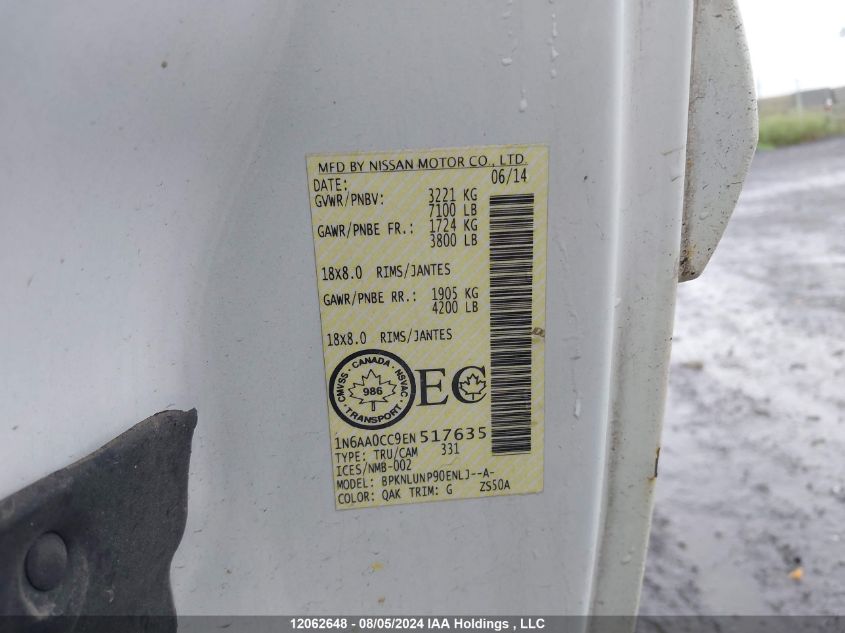 MFD BY NISSAN MOTOR CO., LTD
DATE: 06/14
GVWR/PNBV: 3221 KG
7100 LB
GAWR/PNBE FR.: 1724 KG
3800 LB
18x8.0 RIMS/JANTES
GAWR/PNBE RR.: 1905 KG
4200 LB
18x8.0 RIMS/JANTES
CMVSS · CANADA · NSVAC · TRANSPORT ·
986
EC
1N6AA0CC9EN517635
TYPE: TRU/CAM 331
ICES/NMB-002
MODEL: BPKNLUNP90ENLJ--A-
COLOR: QAK TRIM: G ZS50A
12062648 - 08/05/2024 IAA Holdings , LLC